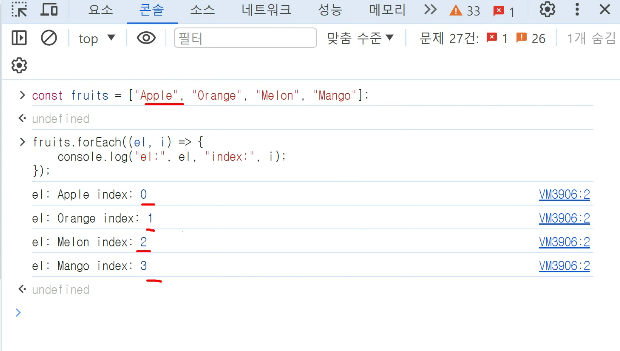 요소 콘솔 소스 네트워크 성능 메모리 33 1
top ▼ 필터 맞춤 수준 ▼ 문제 27건: 1 26 1개 숨김
> const fruits = ["Apple", "Orange", "Melon", "Mango"];
undefined
> fruits.forEach((el, i) => {
console.log("el:", el, "index:", i);
});
el: Apple index: 0 VM3906:2
el: Orange index: 1 VM3906:2
el: Melon index: 2 VM3906:2
el: Mango index: 3 VM3906:2
undefined
>